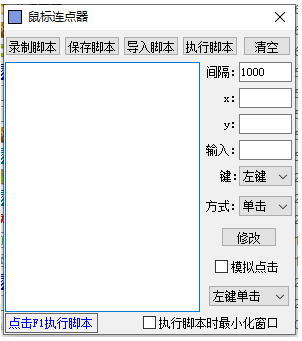 鼠标连点器
录制脚本 保存脚本 导入脚本 执行脚本 清空
间隔: 1000
x:
y:
输入:
键: 左键
方式: 单击
修改
模拟点击
左键单击
点击F1执行脚本 执行脚本时最小化窗口